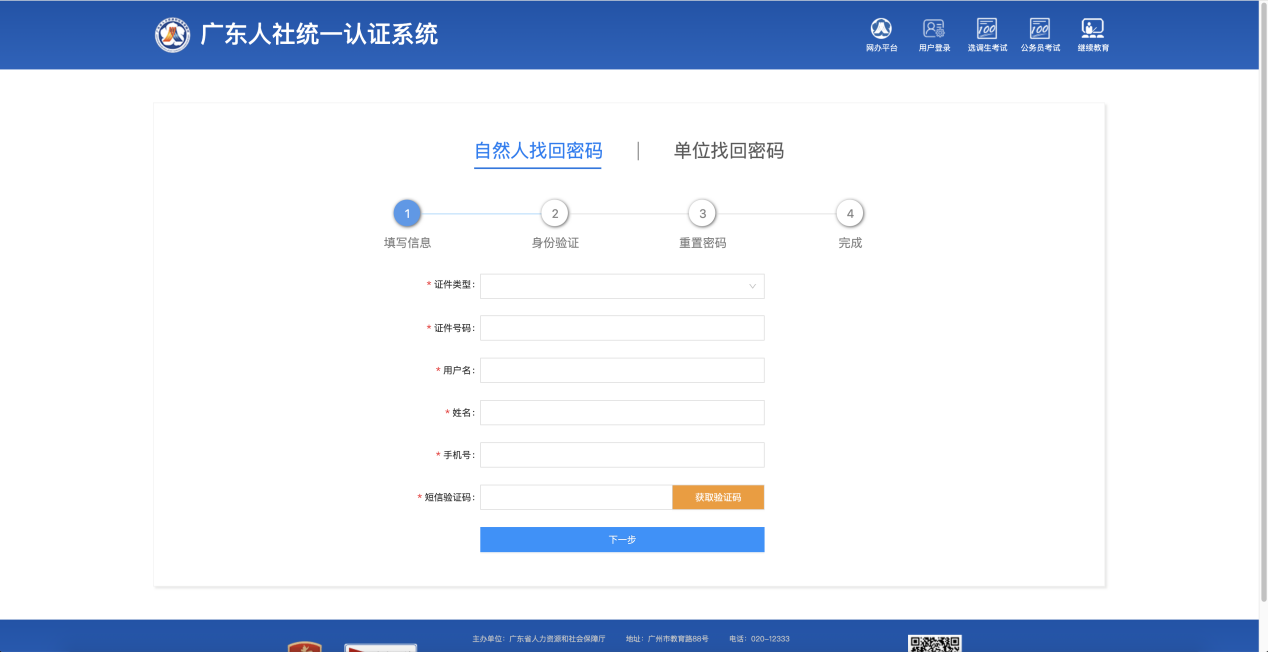 广东人社统一认证系统
网办平台 用户登录 选调生考试 公务员考试 继续教育
自然人找回密码 | 单位找回密码
1 2 3 4
填写信息 身份验证 重置密码 完成
* 证件类型:
* 证件号码:
* 用户名:
* 姓名:
* 手机号:
* 短信验证码: 获取验证码
下一步
主办单位: 广东省人力资源和社会保障厅 地址: 广州市教育路88号 电话: 020-12333